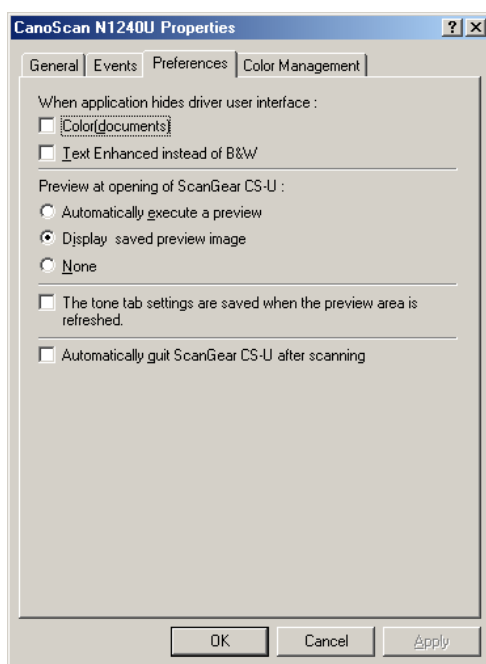 CanoScan N1240U Properties
General Events Preferences Color Management
When application hides driver user interface :
Color(documents)
Text Enhanced instead of B&W
Preview at opening of ScanGear CS-U :
Automatically execute a preview
Display saved preview image
None
The tone tab settings are saved when the preview area is
refreshed.
Automatically quit ScanGear CS-U after scanning
OK Cancel Apply